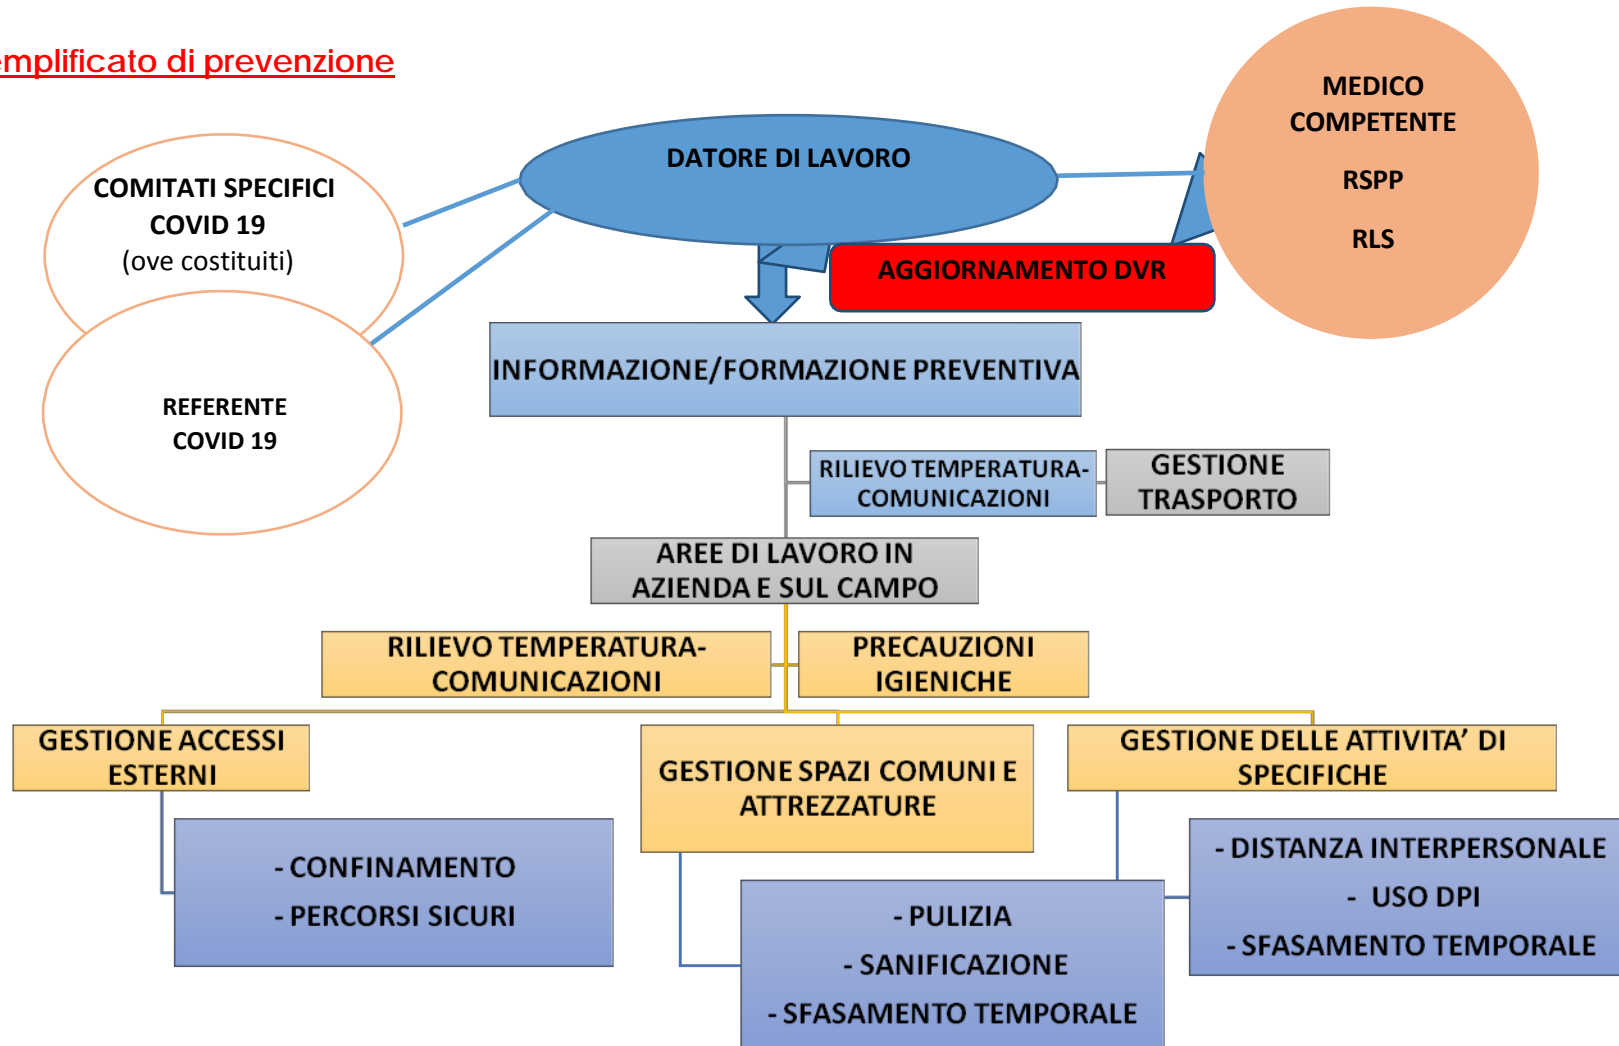 di prevenzione
MEDICO
COMPETENTE
RSPP
RLS
DATORE DI LAVORO
COMITATI SPECIFICI
COVID 19
(ove costituiti)
REFERENTE
COVID 19
AGGIORNAMENTO DVR
INFORMAZIONE/FORMAZIONE PREVENTIVA
RILIEVO TEMPERATURA-
COMUNICAZIONI
GESTIONE
TRASPORTO
AREE DI LAVORO IN
AZIENDA E SUL CAMPO
RILIEVO TEMPERATURA-
COMUNICAZIONI
PRECAUZIONI
IGIENICHE
GESTIONE ACCESSI
ESTERNI
GESTIONE SPAZI COMUNI E
ATTREZZATURE
GESTIONE DELLE ATTIVITA’ DI
SPECIFICHE
- CONFINAMENTO
- PERCORSI SICURI
- PULIZIA
- SANIFICAZIONE
- SFASAMENTO TEMPORALE
- DISTANZA INTERPERSONALE
- USO DPI
- SFASAMENTO TEMPORALE